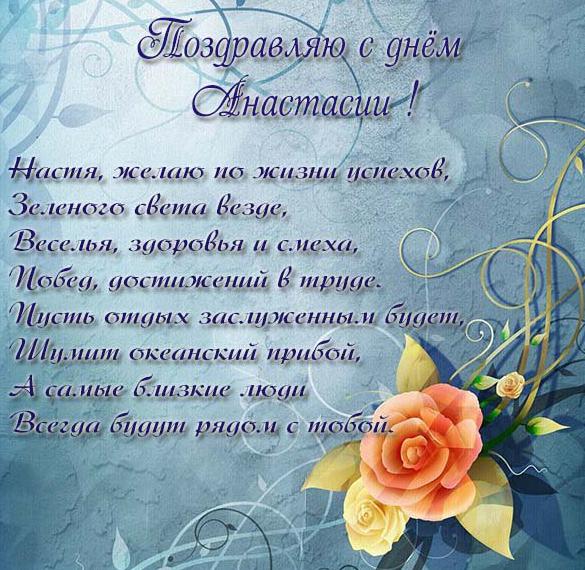 Поздравляю с днём
Анастасии !
Настя, желаю по жизни успехов,
Зеленого света везде,
Веселья, здоровья и смеха,
Побед, достижений в труде.
Пусть отдых заслуженным будет,
Шумит океанский прибой,
А самые близкие люди
Всегда будут рядом с тобой.